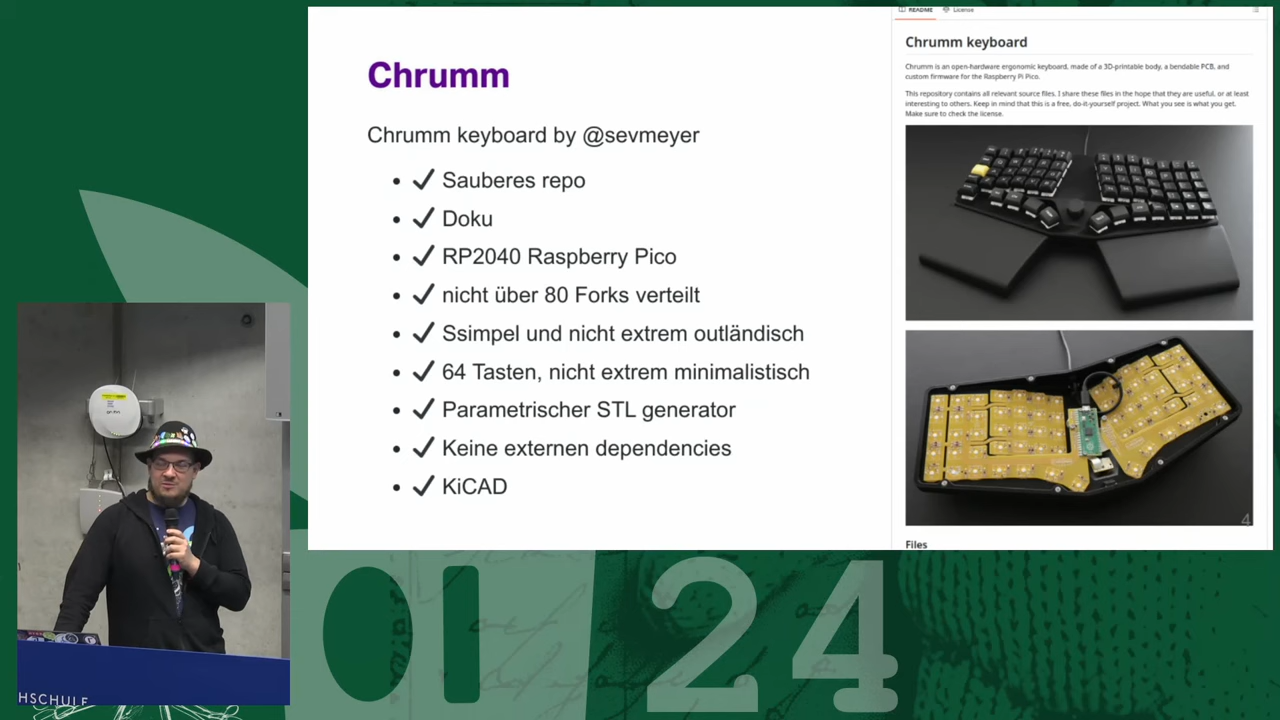 README License
Chrumm keyboard
Chrumm is an open-hardware ergonomic keyboard, made of a 3D-printable body, a bendable PCB, and
custom firmware for the Raspberry Pi Pico.
This repository contains all relevant source files. I share these files in the hope that they are useful, or at least
interesting to others. Keep in mind that this is a free, do-it-yourself project. What you see is what you get.
Make sure to check the license.
Chrumm
Chrumm keyboard by @sevmeyer
• ✔ Sauberes repo
• ✔ Doku
• ✔ RP2040 Raspberry Pico
• ✔ nicht über 80 Forks verteilt
• ✔ Ssimpel und nicht extrem outländisch
• ✔ 64 Tasten, nicht extrem minimalistisch
• ✔ Parametrischer STL generator
• ✔ Keine externen dependencies
• ✔ KiCAD
4
Files
HSCHULE
24